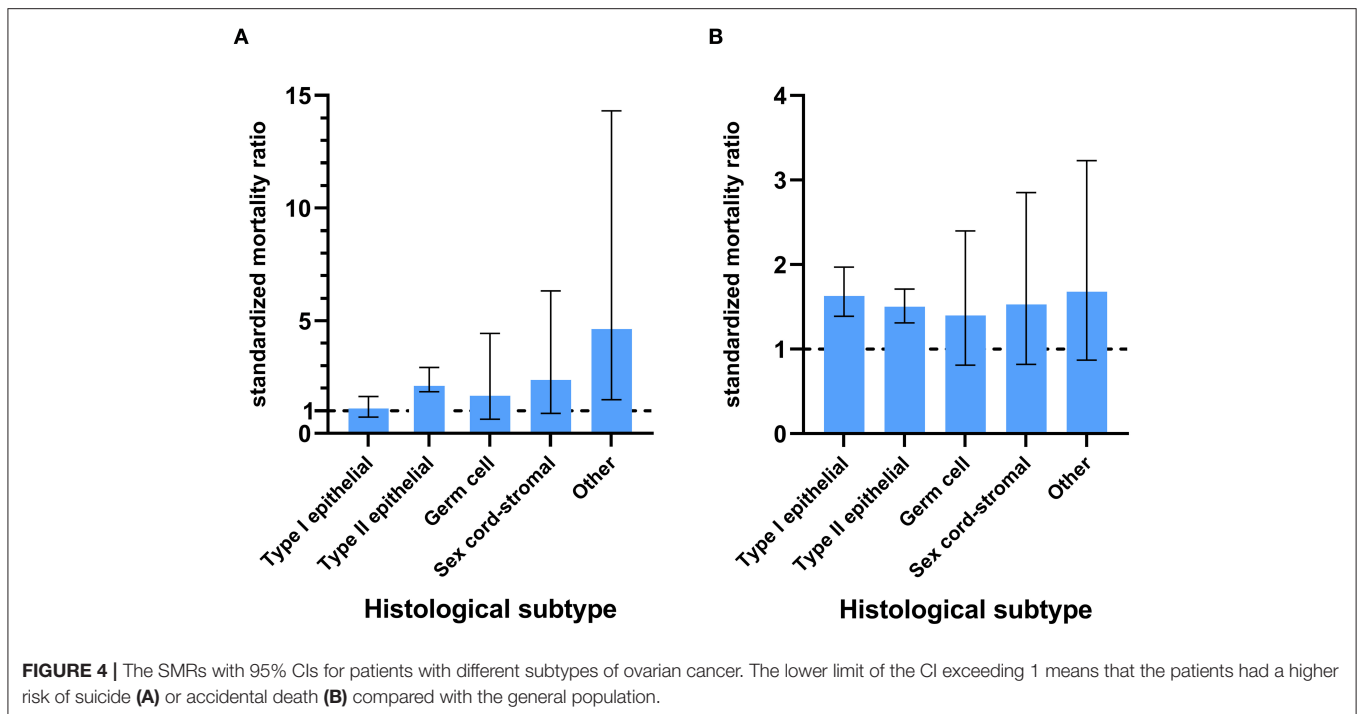 A
B
standardized mortality ratio
15
10
5
1
0
Type I epithelial
Type II epithelial
Germ cell
Sex cord-stromal
Other
Histological subtype
standardized mortality ratio
4
3
2
1
0
Type I epithelial
Type II epithelial
Germ cell
Sex cord-stromal
Other
Histological subtype
FIGURE 4 | The SMRs with 95% CIs for patients with different subtypes of ovarian cancer. The lower limit of the CI exceeding 1 means that the patients had a higher
risk of suicide (A) or accidental death (B) compared with the general population.